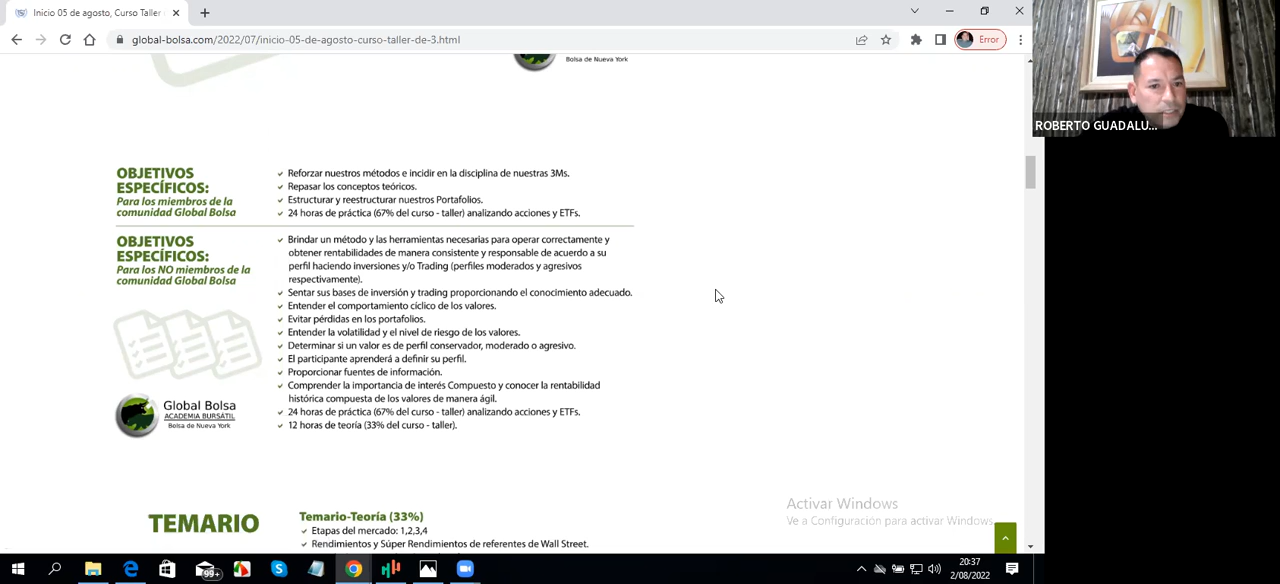 Inicio 05 de agosto, Curso Taller
global-bolsa.com/2022/07/inicio-05-de-agosto-curso-taller-de-3.html
Error
Bolsa de Nueva York
ROBERTO GUADALU...
OBJETIVOS
ESPECÍFICOS:
Para los miembros de la
comunidad Global Bolsa
Reforzar nuestros métodos e incidir en la disciplina de nuestras 3Ms.
Repasar los conceptos teóricos.
Estructurar y reestructurar nuestros Portafolios.
24 horas de práctica (67% del curso - taller) analizando acciones y ETFs.
OBJETIVOS
ESPECÍFICOS:
Para los NO miembros de la
comunidad Global Bolsa
Brindar un método y las herramientas necesarias para operar correctamente y
obtener rentabilidades de manera consistente y responsable de acuerdo a su
perfil haciendo inversiones y/o Trading (perfiles moderados y agresivos
respectivamente).
Sentar sus bases de inversión y trading proporcionando el conocimiento adecuado.
Entender el comportamiento cíclico de los valores.
Evitar pérdidas en los portafolios.
Entender la volatilidad y el nivel de riesgo de los valores.
Determinar si un valor es de perfil conservador, moderado o agresivo.
El participante aprenderá a definir su perfil.
Proporcionar fuentes de información.
Comprender la importancia de interés Compuesto y conocer la rentabilidad
histórica compuesta de los valores de manera ágil.
24 horas de práctica (67% del curso - taller) analizando acciones y ETFs.
12 horas de teoría (33% del curso - taller).
Global Bolsa
ACADEMIA BURSÁTIL
Bolsa de Nueva York
TEMARIO
Temario-Teoría (33%)
Etapas del mercado: 1,2,3,4
Rendimientos y Súper Rendimientos de referentes de Wall Street.
Activar Windows
Ve a Configuración para activar Windows.
99+
20:37
2/08/2022